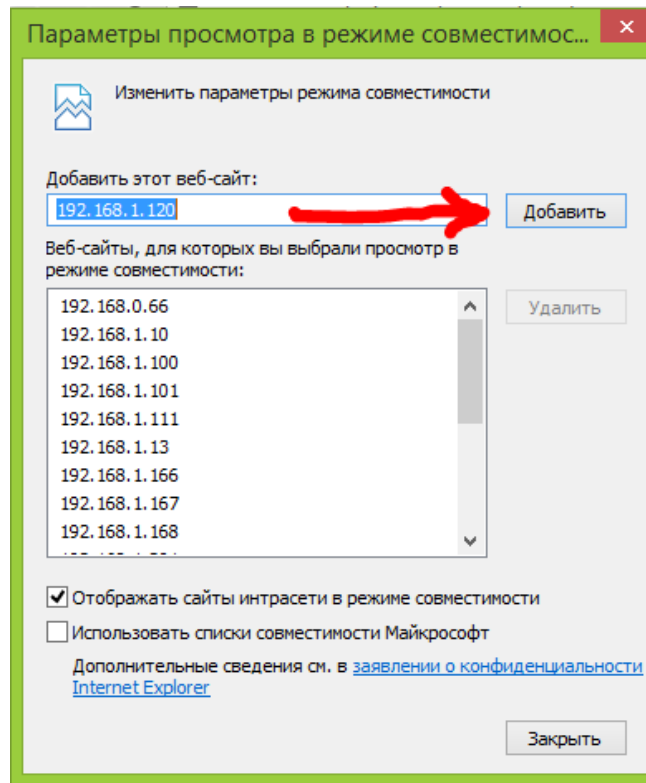 Параметры просмотра в режиме совместимос...
Изменить параметры режима совместимости
Добавить этот веб-сайт:
192.168.1.120
Добавить
Веб-сайты, для которых вы выбрали просмотр в
режиме совместимости:
192.168.0.66
Удалить
192.168.1.10
192.168.1.100
192.168.1.101
192.168.1.111
192.168.1.13
192.168.1.166
192.168.1.167
192.168.1.168
Отображать сайты интрасети в режиме совместимости
Использовать списки совместимости Майкрософт
Дополнительные сведения см. в заявлении о конфиденциальности
Internet Explorer
Закрыть